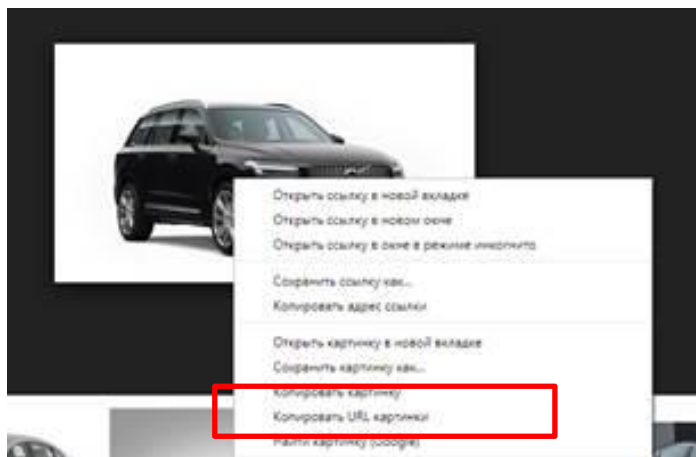 Открыть ссылку в новой вкладке
Открыть ссылку в новом окне
Открыть ссылку в окне в режиме инкогнито
Сохранить ссылку как...
Копировать адрес ссылки
Открыть картинку в новой вкладке
Сохранить картинку как...
Копировать картинку
Копировать URL картинки
Найти картинку (Google)